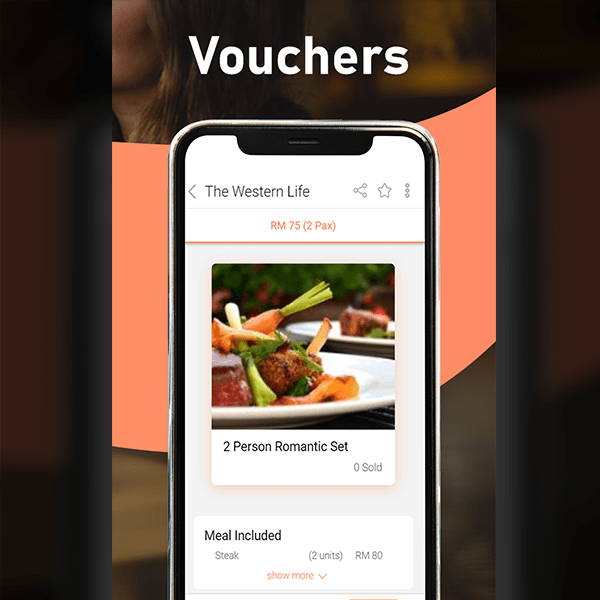 Vouchers
The Western Life
RM 75 (2 Pax)
2 Person Romantic Set
0 Sold
Meal Included
Steak (2 units) RM 80
show more